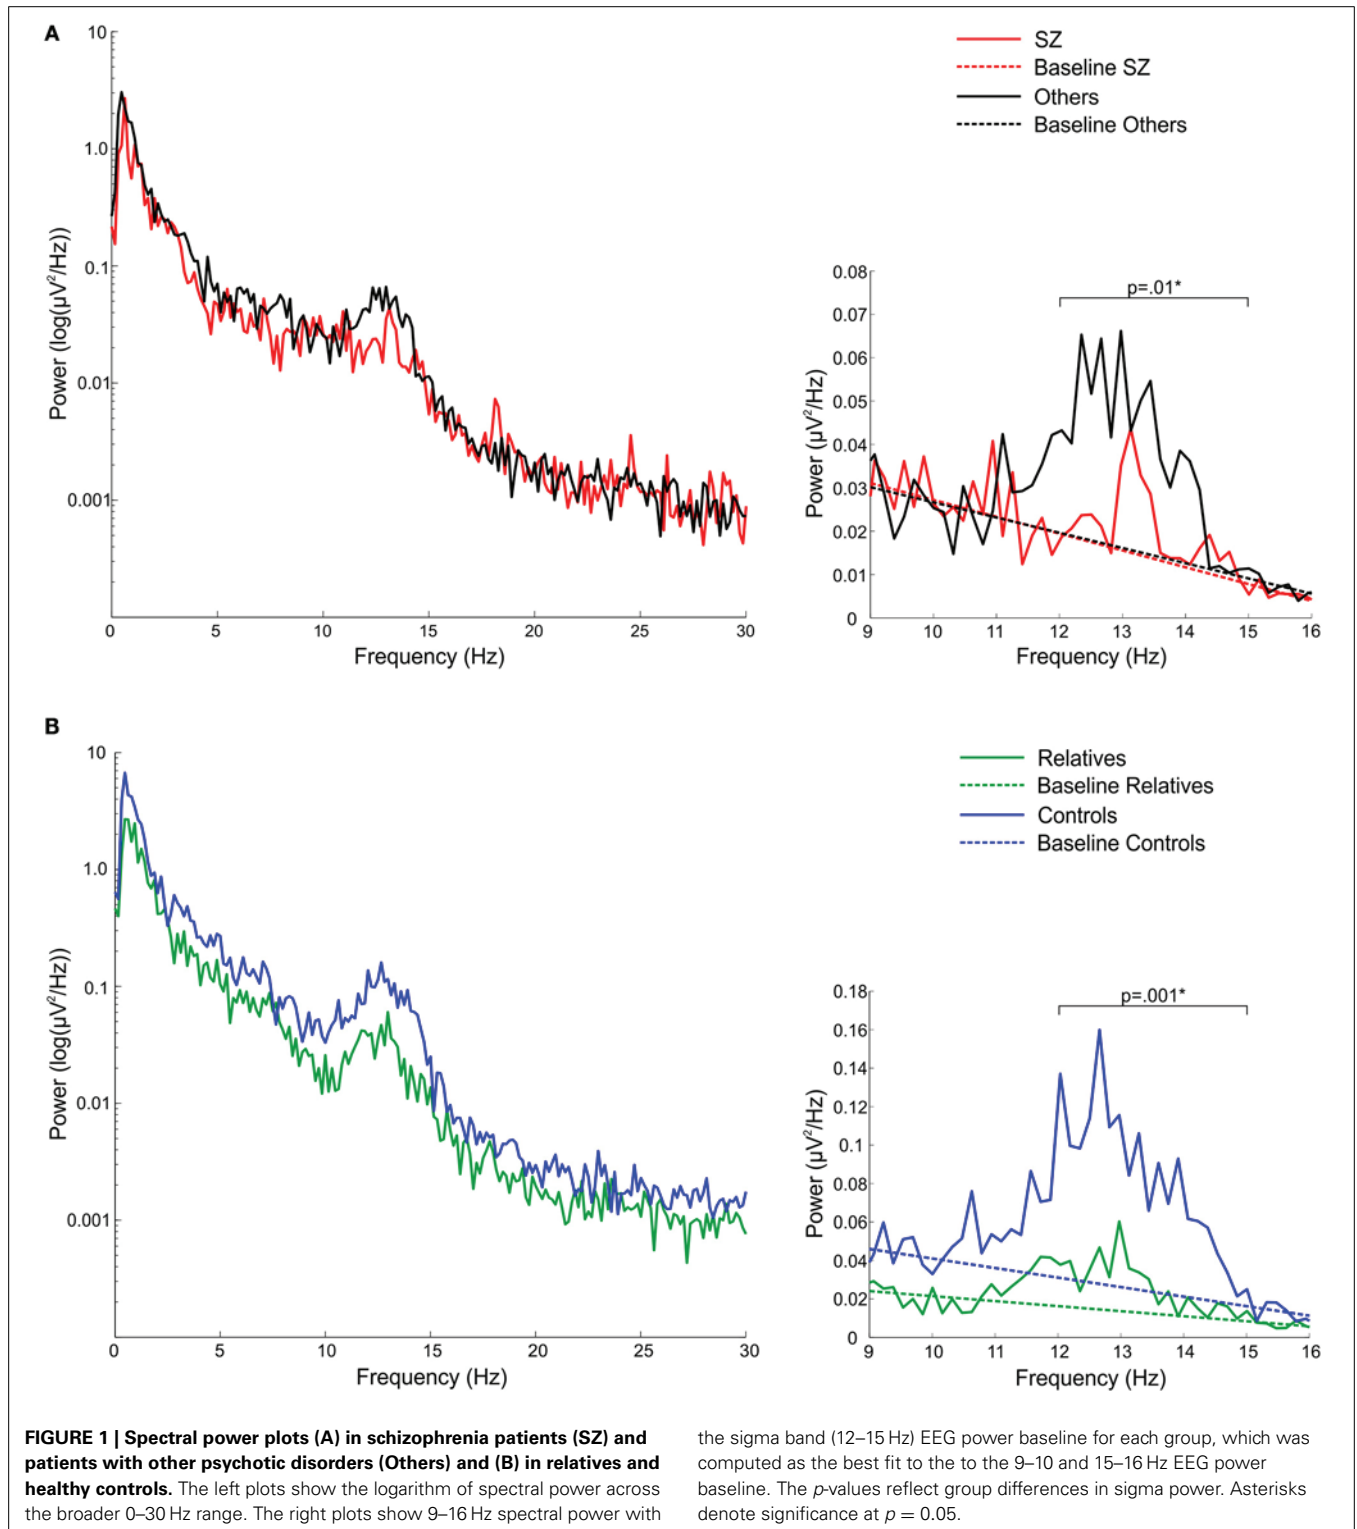 A
10
1.0
0.1
0.01
0.001
Power (log(µV²/Hz))
0 5 10 15 20 25 30
Frequency (Hz)
SZ
Baseline SZ
Others
Baseline Others
p=.01*
0.08
0.07
0.06
0.05
0.04
0.03
0.02
0.01
0
Power (µV²/Hz)
9 10 11 12 13 14 15 16
Frequency (Hz)
B
10
1.0
0.1
0.01
0.001
Power (log(µV²/Hz))
0 5 10 15 20 25 30
Frequency (Hz)
Relatives
Baseline Relatives
Controls
Baseline Controls
p=.001*
0.18
0.16
0.14
0.12
0.1
0.08
0.06
0.04
0.02
0
Power (µV²/Hz)
9 10 11 12 13 14 15 16
Frequency (Hz)
FIGURE 1 | Spectral power plots (A) in schizophrenia patients (SZ) and
patients with other psychotic disorders (Others) and (B) in relatives and
healthy controls. The left plots show the logarithm of spectral power across
the broader 0–30 Hz range. The right plots show 9–16 Hz spectral power with
the sigma band (12–15 Hz) EEG power baseline for each group, which was
computed as the best fit to the to the 9–10 and 15–16 Hz EEG power
baseline. The p-values reflect group differences in sigma power. Asterisks
denote significance at p = 0.05.